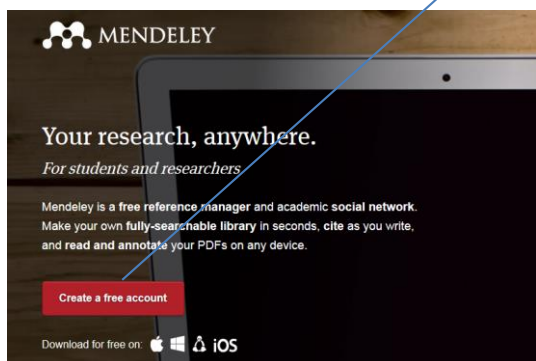 MENDELEY
Your research, anywhere.
For students and researchers
Mendeley is a free reference manager and academic social network.
Make your own fully-searchable library in seconds, cite as you write,
and read and annotate your PDFs on any device.
Create a free account
Download for free on: iOS